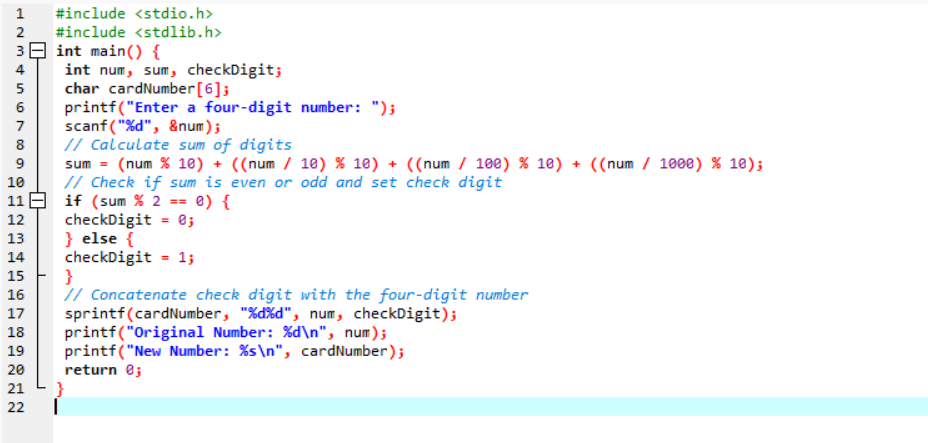 1 #include <stdio.h>
2 #include <stdlib.h>
3 int main() {
4 int num, sum, checkDigit;
5 char cardNumber[6];
6 printf("Enter a four-digit number: ");
7 scanf("%d", &num);
8 // Calculate sum of digits
9 sum = (num % 10) + ((num / 10) % 10) + ((num / 100) % 10) + ((num / 1000) % 10);
10 // Check if sum is even or odd and set check digit
11 if (sum % 2 == 0) {
12 checkDigit = 0;
13 } else {
14 checkDigit = 1;
15 }
16 // Concatenate check digit with the four-digit number
17 sprintf(cardNumber, "%d%d", num, checkDigit);
18 printf("Original Number: %d\n", num);
19 printf("New Number: %s\n", cardNumber);
20 return 0;
21 }
22